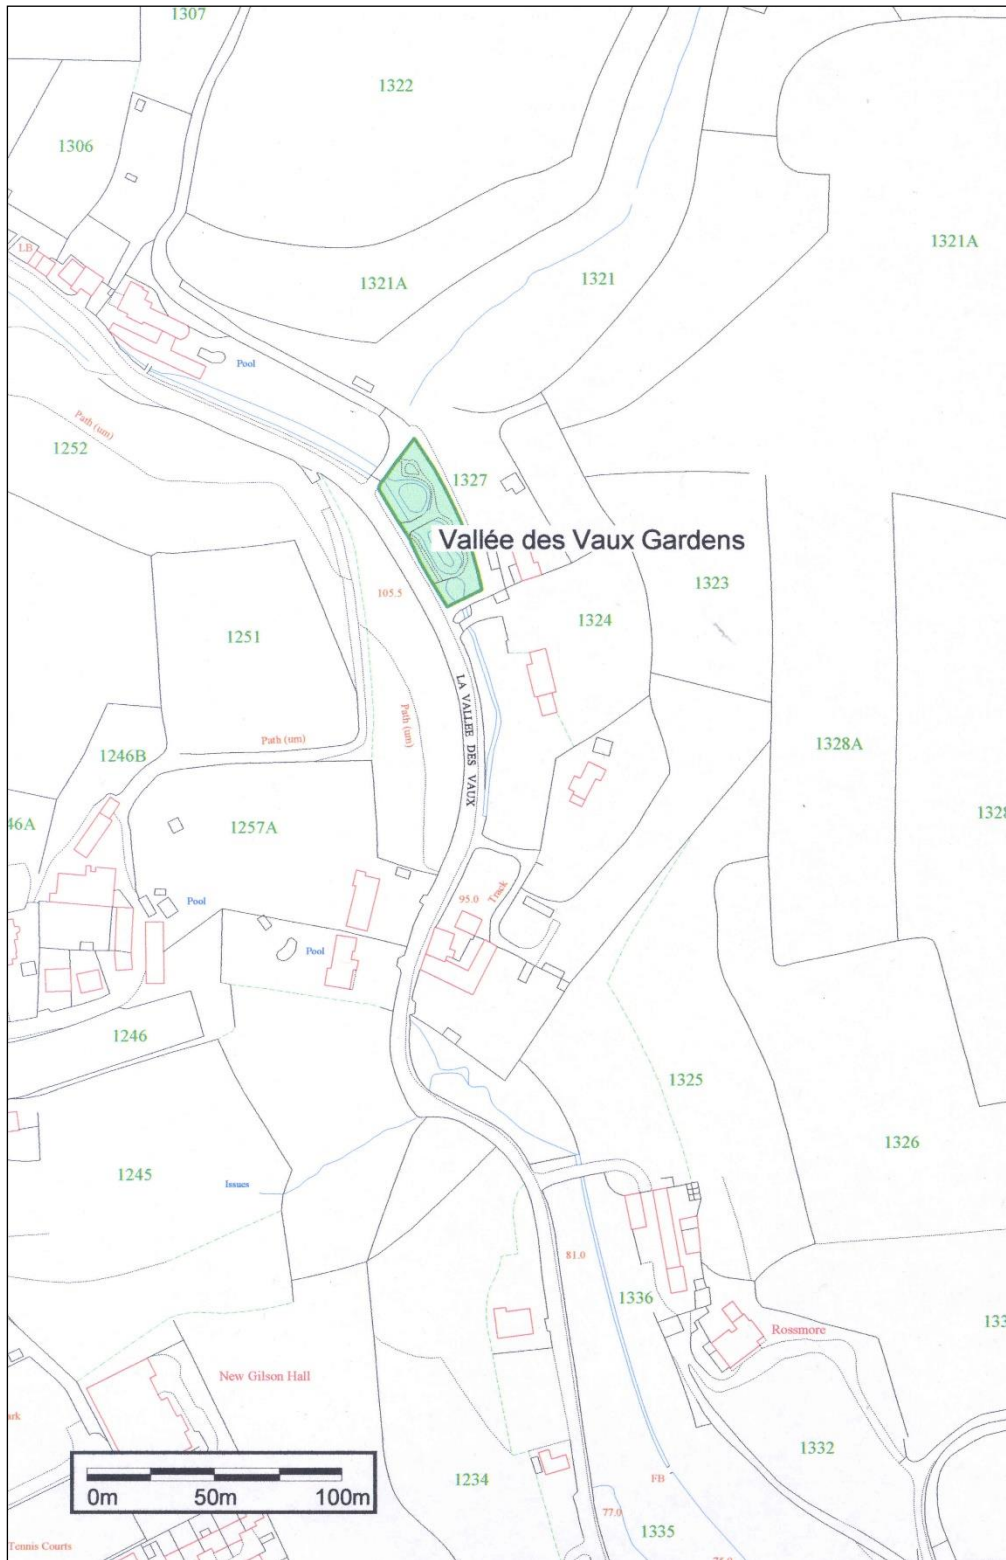 1307
1322
1306
1321A
LB
1321A
1321
Pool
Path (um)
1252
1327
Vallée des Vaux Gardens
105.5
1323
1324
1251
LA VALLEE DES VAUX
Path (um)
Path (um)
1246B
1328A
46A
1257A
1328
Track
95.0
Pool
Pool
1246
1325
1326
1245
Issues
81.0
1336
133
Rossmore
New Gilson Hall
ark
1332
1234
0m 50m 100m
FB
77.0
1335
Tennis Courts